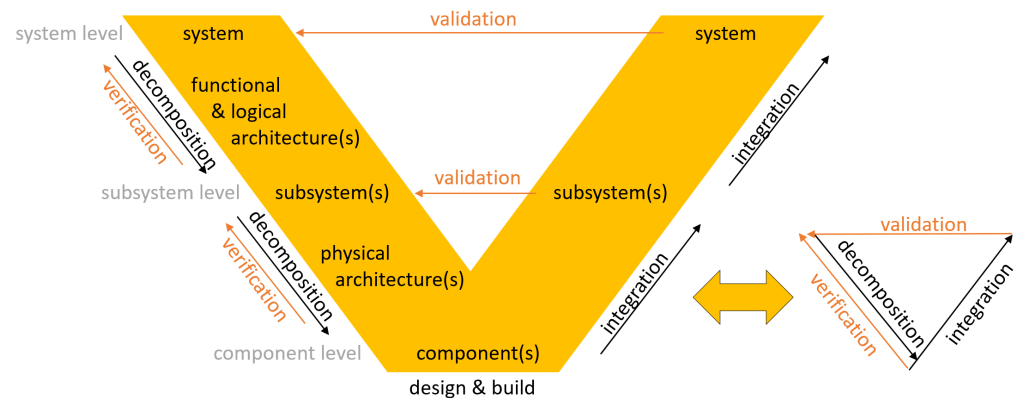 system level
system
validation
system
decomposition
verification
functional
& logical
architecture(s)
integration
subsystem level
subsystem(s)
validation
subsystem(s)
decomposition
verification
physical
architecture(s)
integration
component level
component(s)
design & build
validation
decomposition
verification
integration